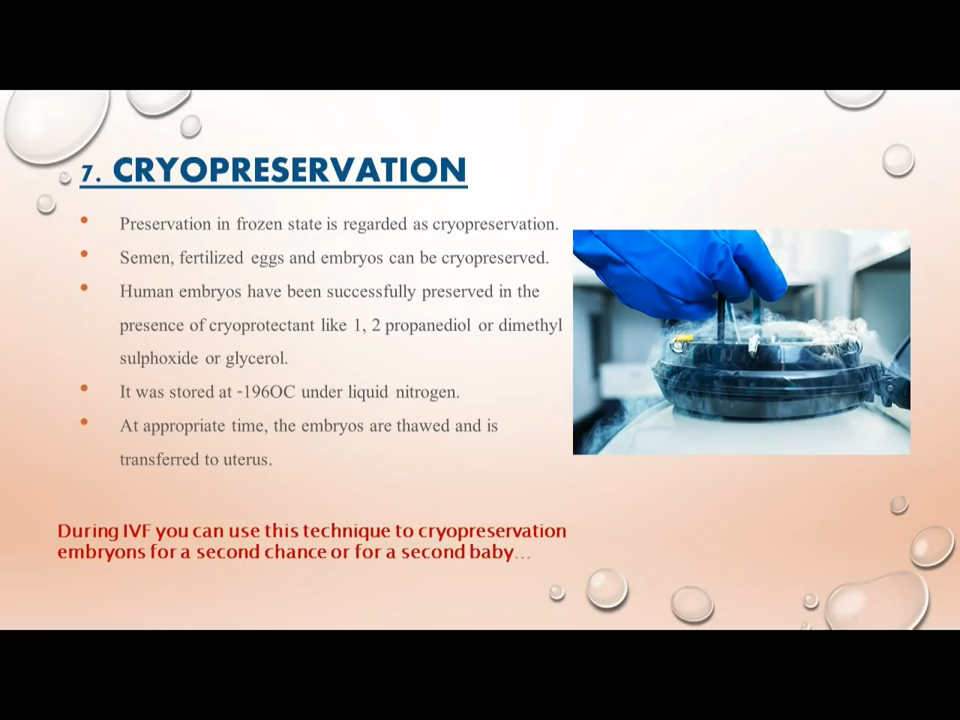 7. CRYOPRESERVATION
• Preservation in frozen state is regarded as cryopreservation.
• Semen, fertilized eggs and embryos can be cryopreserved.
• Human embryos have been successfully preserved in the
presence of cryoprotectant like 1, 2 propanediol or dimethyl
sulphoxide or glycerol.
• It was stored at -196OC under liquid nitrogen.
• At appropriate time, the embryos are thawed and is
transferred to uterus.
During IVF you can use this technique to cryopreservation
embryons for a second chance or for a second baby...